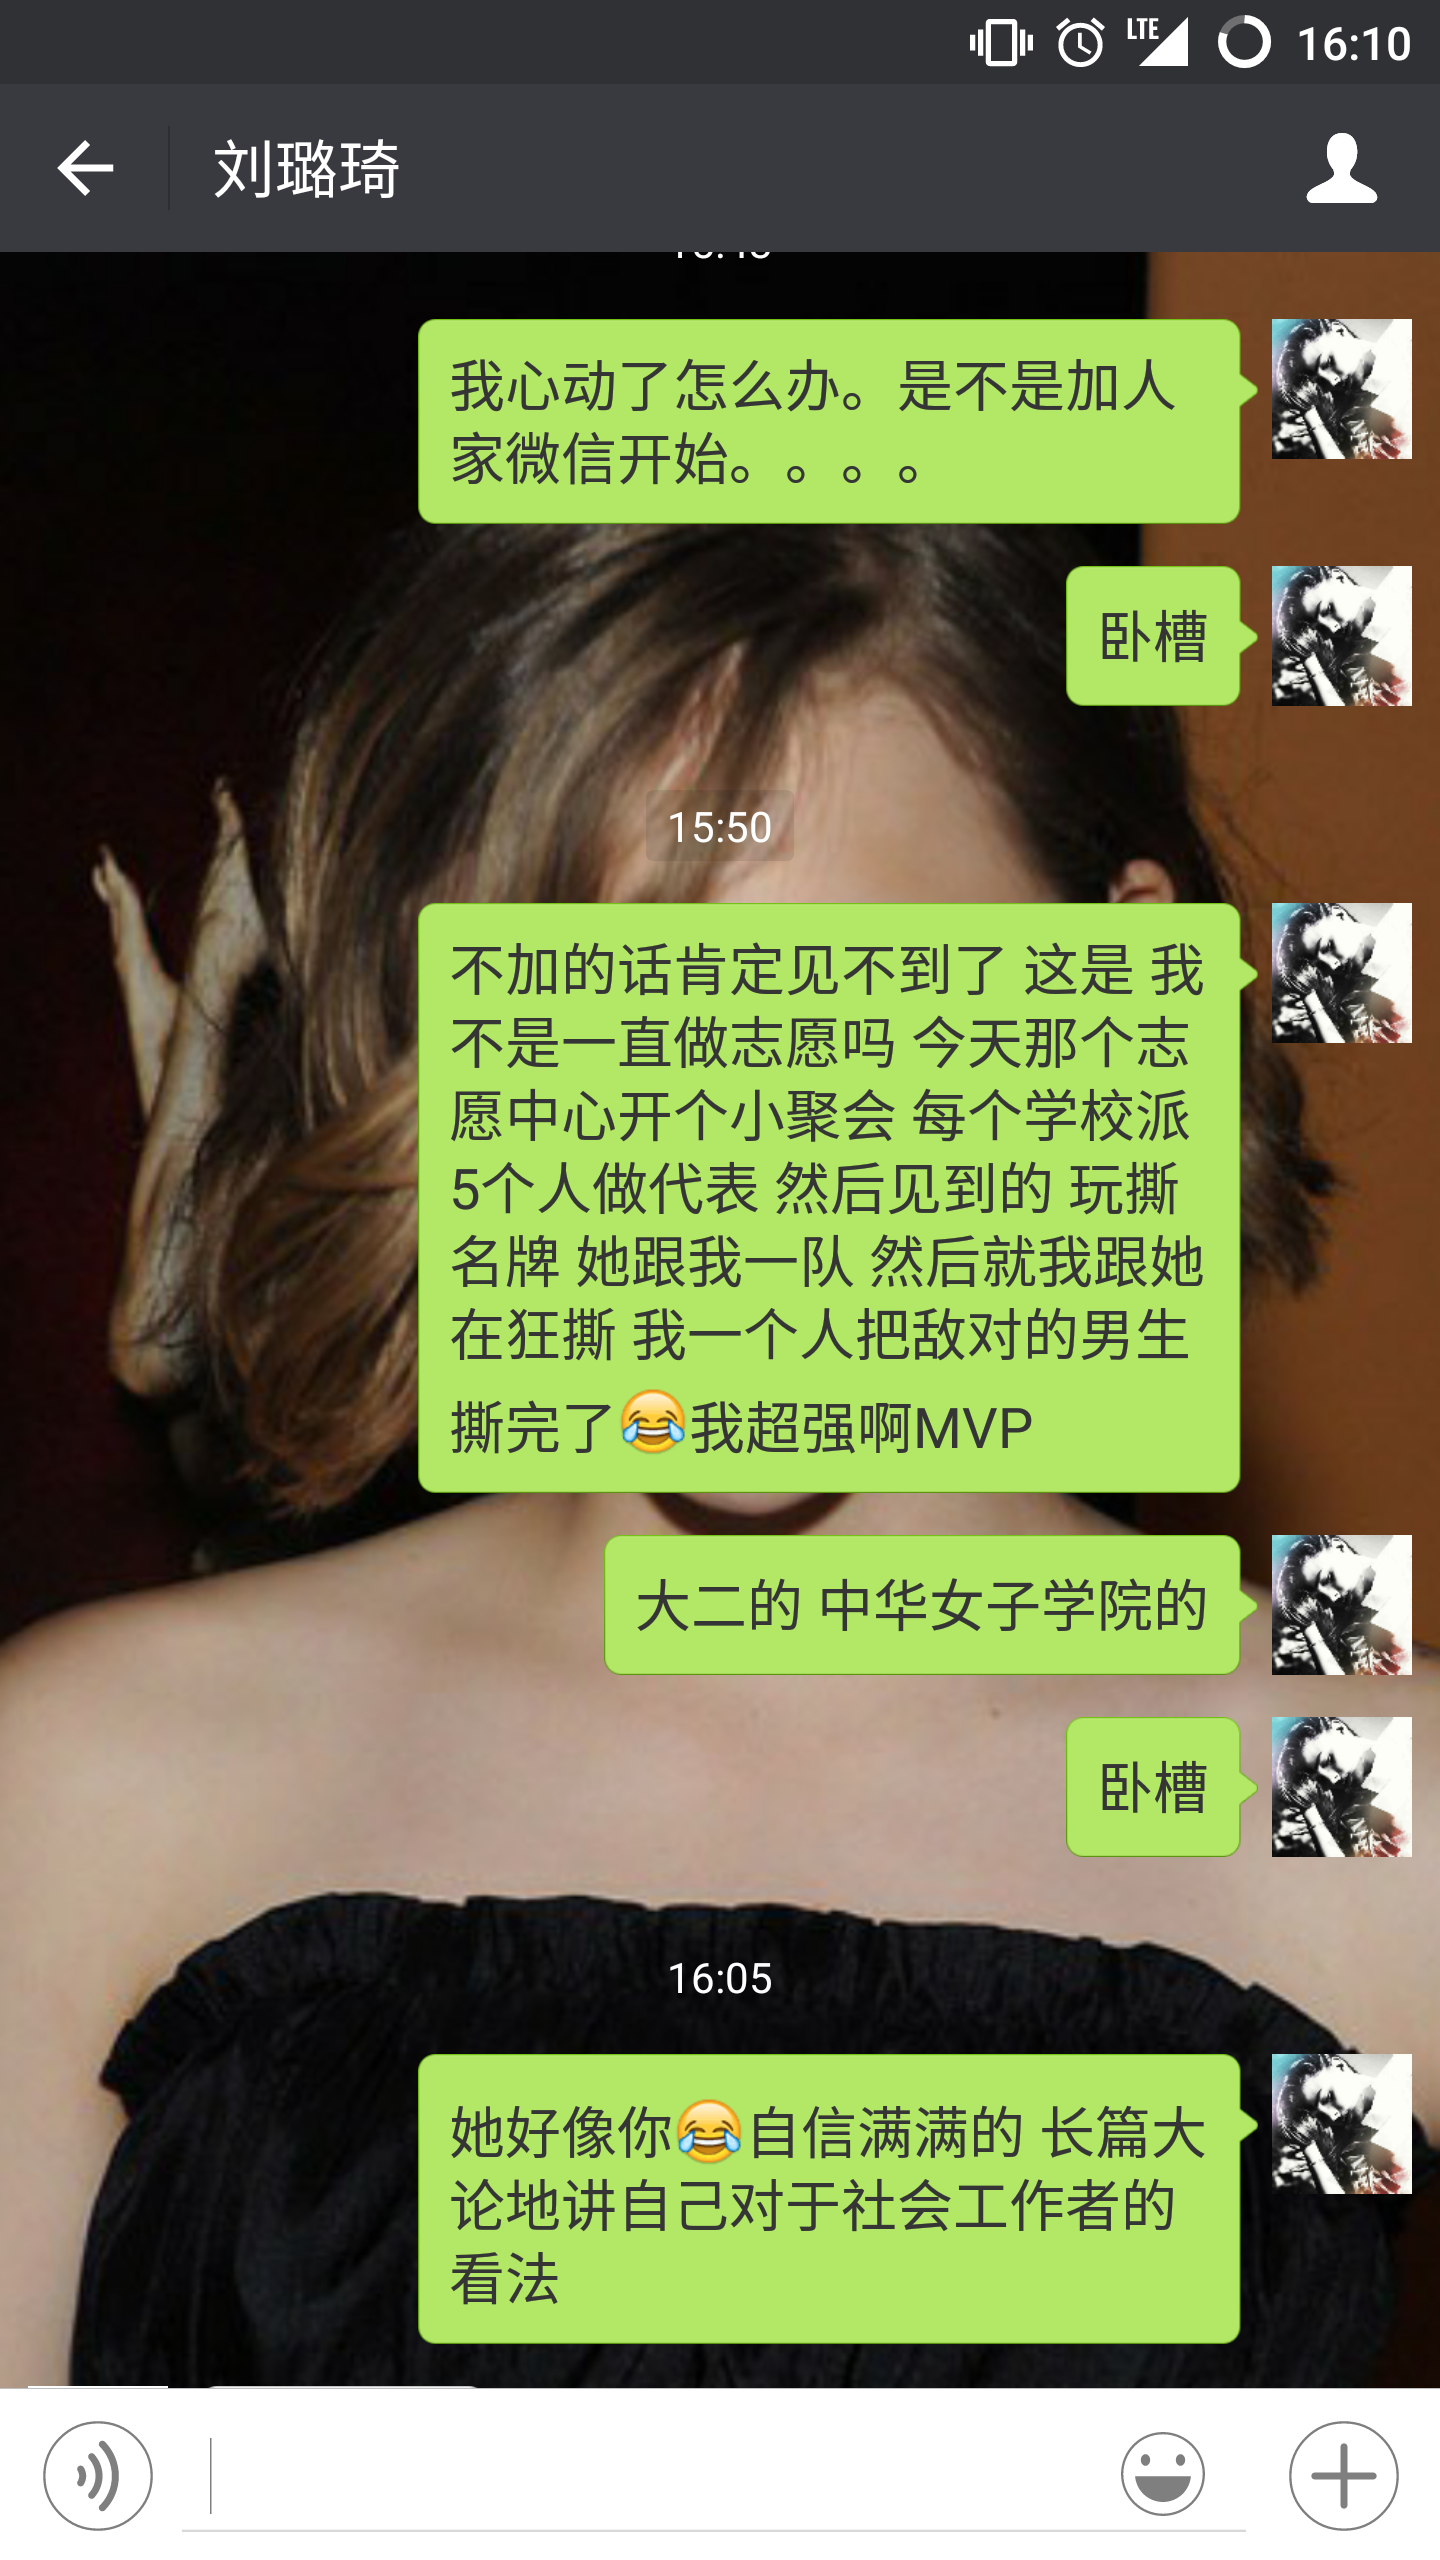 LTE 16:10
刘璐琦
我心动了怎么办。是不是加人
家微信开始。。。。
卧槽
15:50
不加的话肯定见不到了 这是 我
不是一直做志愿吗 今天那个志
愿中心开个小聚会 每个学校派
5个人做代表 然后见到的 玩撕
名牌 她跟我一队 然后就我跟她
在狂撕 我一个人把敌对的男生
撕完了😂我超强啊MVP
大二的 中华女子学院的
卧槽
16:05
她好像你😂自信满满的 长篇大
论地讲自己对于社会工作者的
看法